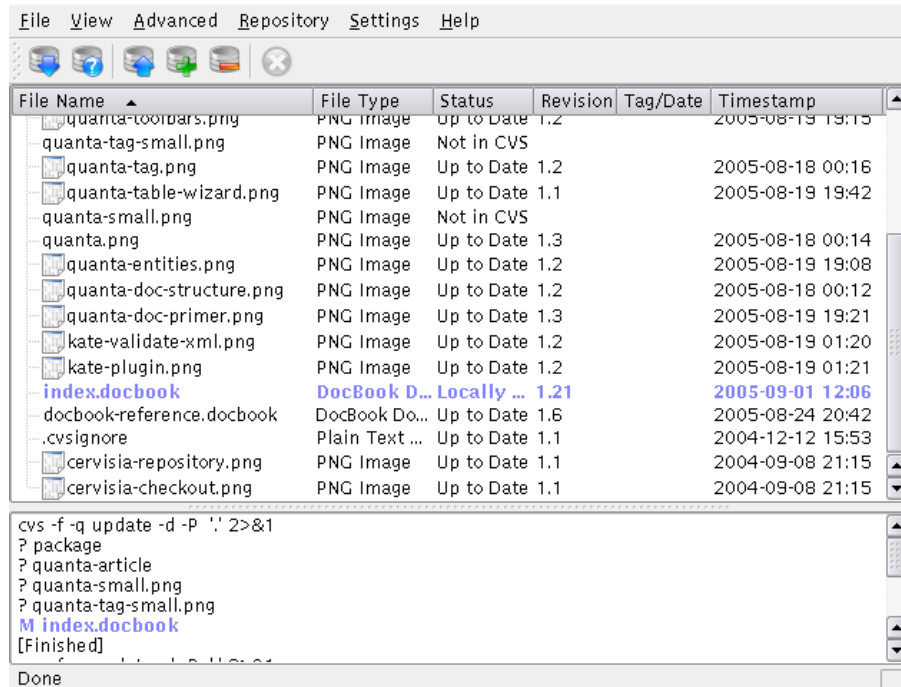 File View Advanced Repository Settings Help
File Name File Type Status Revision Tag/Date Timestamp
quanta-toolbars.png PNG Image Up to Date 1.2 2005-08-19 19:15
quanta-tag-small.png PNG Image Not in CVS
quanta-tag.png PNG Image Up to Date 1.2 2005-08-18 00:16
quanta-table-wizard.png PNG Image Up to Date 1.1 2005-08-19 19:42
quanta-small.png PNG Image Not in CVS
quanta.png PNG Image Up to Date 1.3 2005-08-18 00:14
quanta-entities.png PNG Image Up to Date 1.2 2005-08-19 19:08
quanta-doc-structure.png PNG Image Up to Date 1.2 2005-08-18 00:12
quanta-doc-primer.png PNG Image Up to Date 1.3 2005-08-19 19:21
kate-validate-xml.png PNG Image Up to Date 1.2 2005-08-19 01:20
kate-plugin.png PNG Image Up to Date 1.2 2005-08-19 01:21
index.docbook DocBook D... Locally ... 1.21 2005-09-01 12:06
docbook-reference.docbook DocBook Do... Up to Date 1.6 2005-08-24 20:42
.cvsignore Plain Text ... Up to Date 1.1 2004-12-12 15:53
cervisia-repository.png PNG Image Up to Date 1.1 2004-09-08 21:15
cervisia-checkout.png PNG Image Up to Date 1.1 2004-09-08 21:15
cvs -f -q update -d -P '.' 2>&1
? package
? quanta-article
? quanta-small.png
? quanta-tag-small.png
M index.docbook
[Finished]
Done